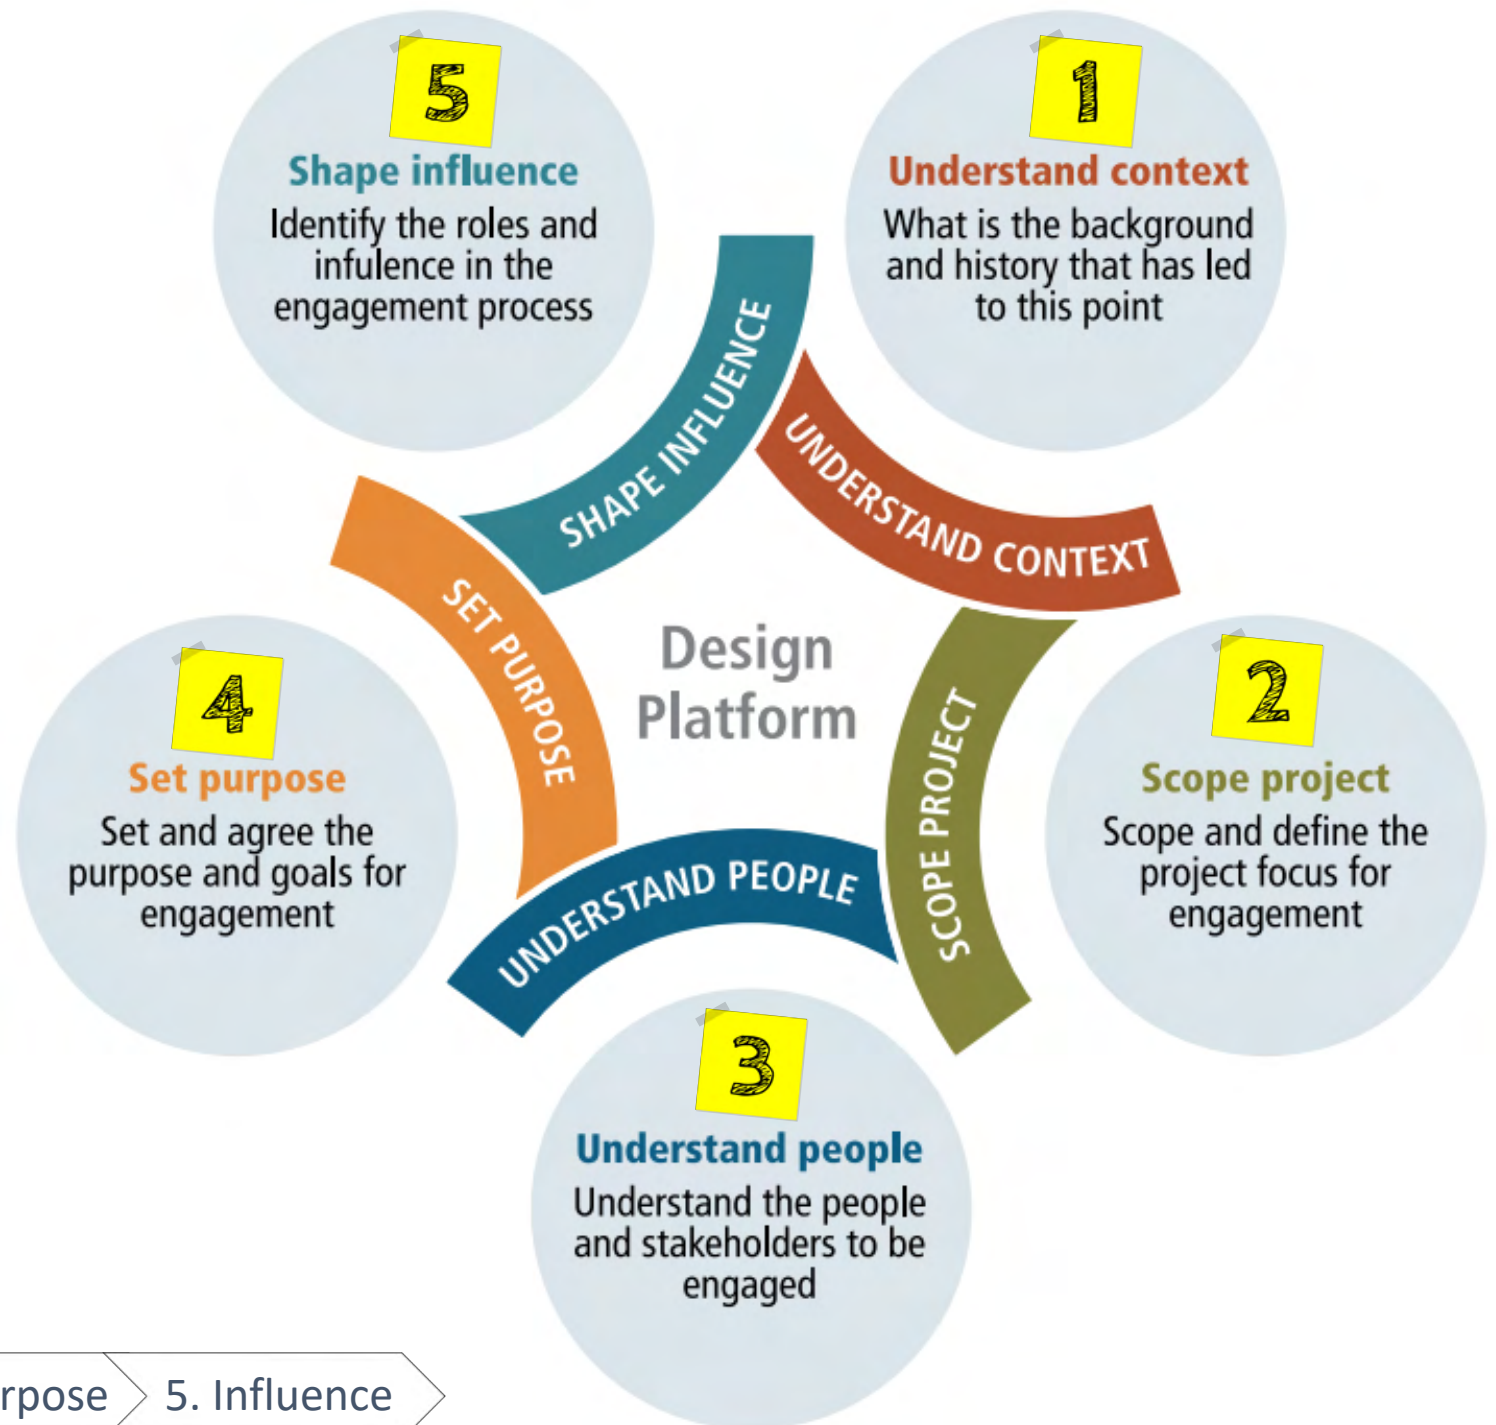 5
Shape influence
Identify the roles and
infulence in the
engagement process
1
Understand context
What is the background
and history that has led
to this point
SHAPE INFLUENCE
UNDERSTAND CONTEXT
SET PURPOSE
Design
Platform
SCOPE PROJECT
UNDERSTAND PEOPLE
4
Set purpose
Set and agree the
purpose and goals for
engagement
2
Scope project
Scope and define the
project focus for
engagement
3
Understand people
Understand the people
and stakeholders to be
engaged
rpose
5. Influence